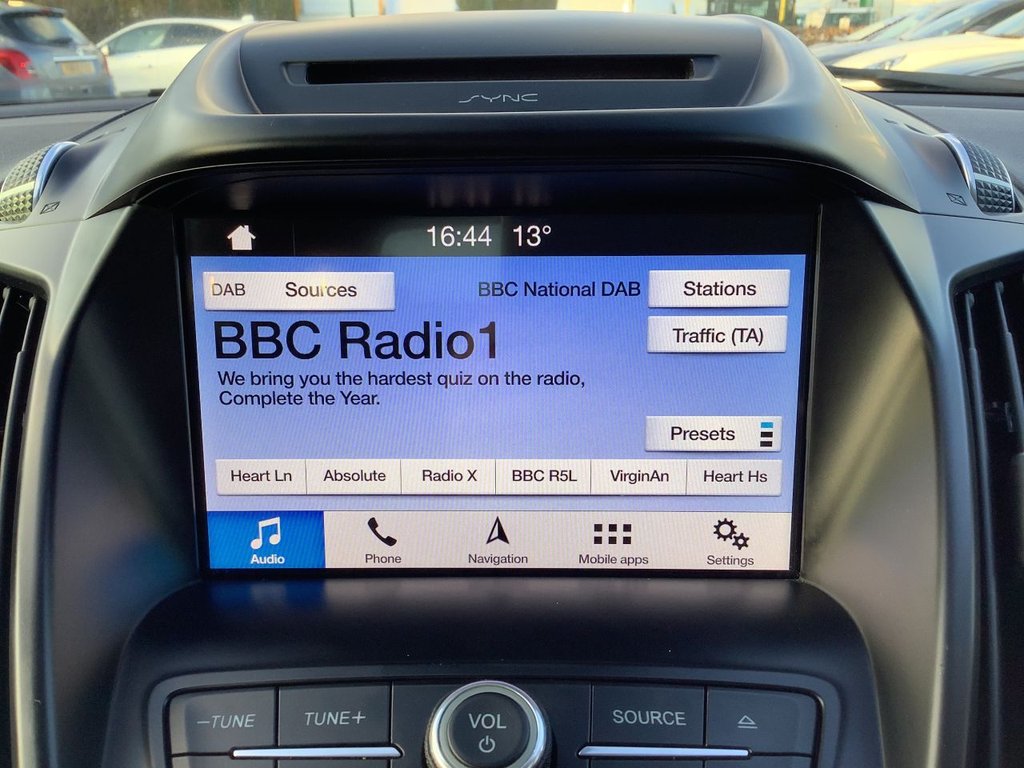 SYNC
16:44 13°
DAB Sources BBC National DAB Stations
BBC Radio1 Traffic (TA)
We bring you the hardest quiz on the radio,
Complete the Year.
Presets
Heart Ln Absolute Radio X BBC R5L VirginAn Heart Hs
Audio Phone Navigation Mobile apps Settings
–TUNE TUNE+ VOL SOURCE